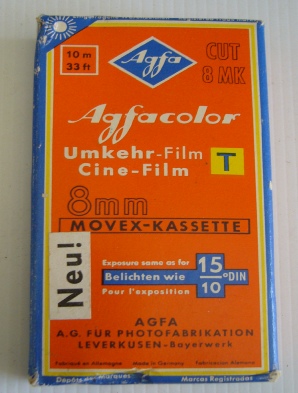 10 m
33 ft
Agfa
CUT
8 MK
Agfacolor
Umkehr-Film
Cine-Film
T
8mm
MOVEX-KASSETTE
Neu!
Exposure same as for
Belichten wie
Pour l'exposition
15
10
°DIN
AGFA
A.G. FÜR PHOTOFABRIKATION
LEVERKUSEN-Bayerwerk
Fabriqué en Allemagne Made in Germany Fabricación Alemana
Marcas Registradas